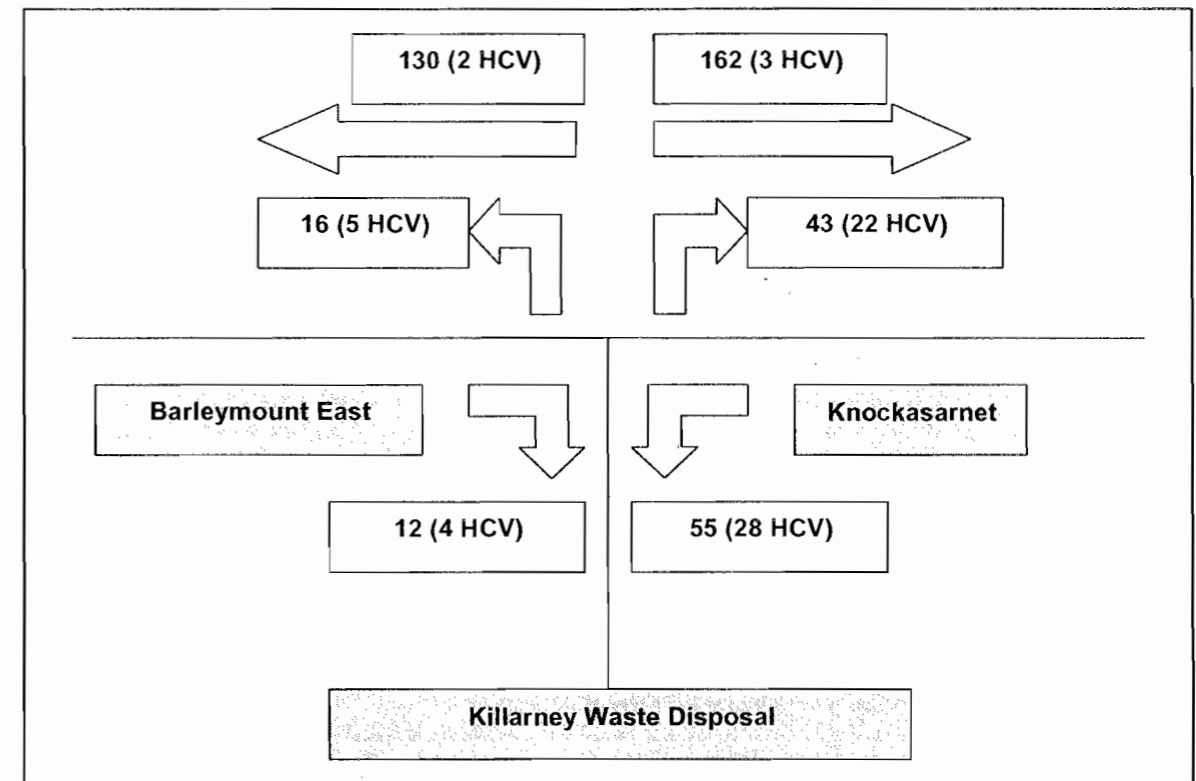 130 (2 HCV)
162 (3 HCV)
16 (5 HCV)
43 (22 HCV)
Barleymount East
Knockasarnet
12 (4 HCV)
55 (28 HCV)
Killarney Waste Disposal